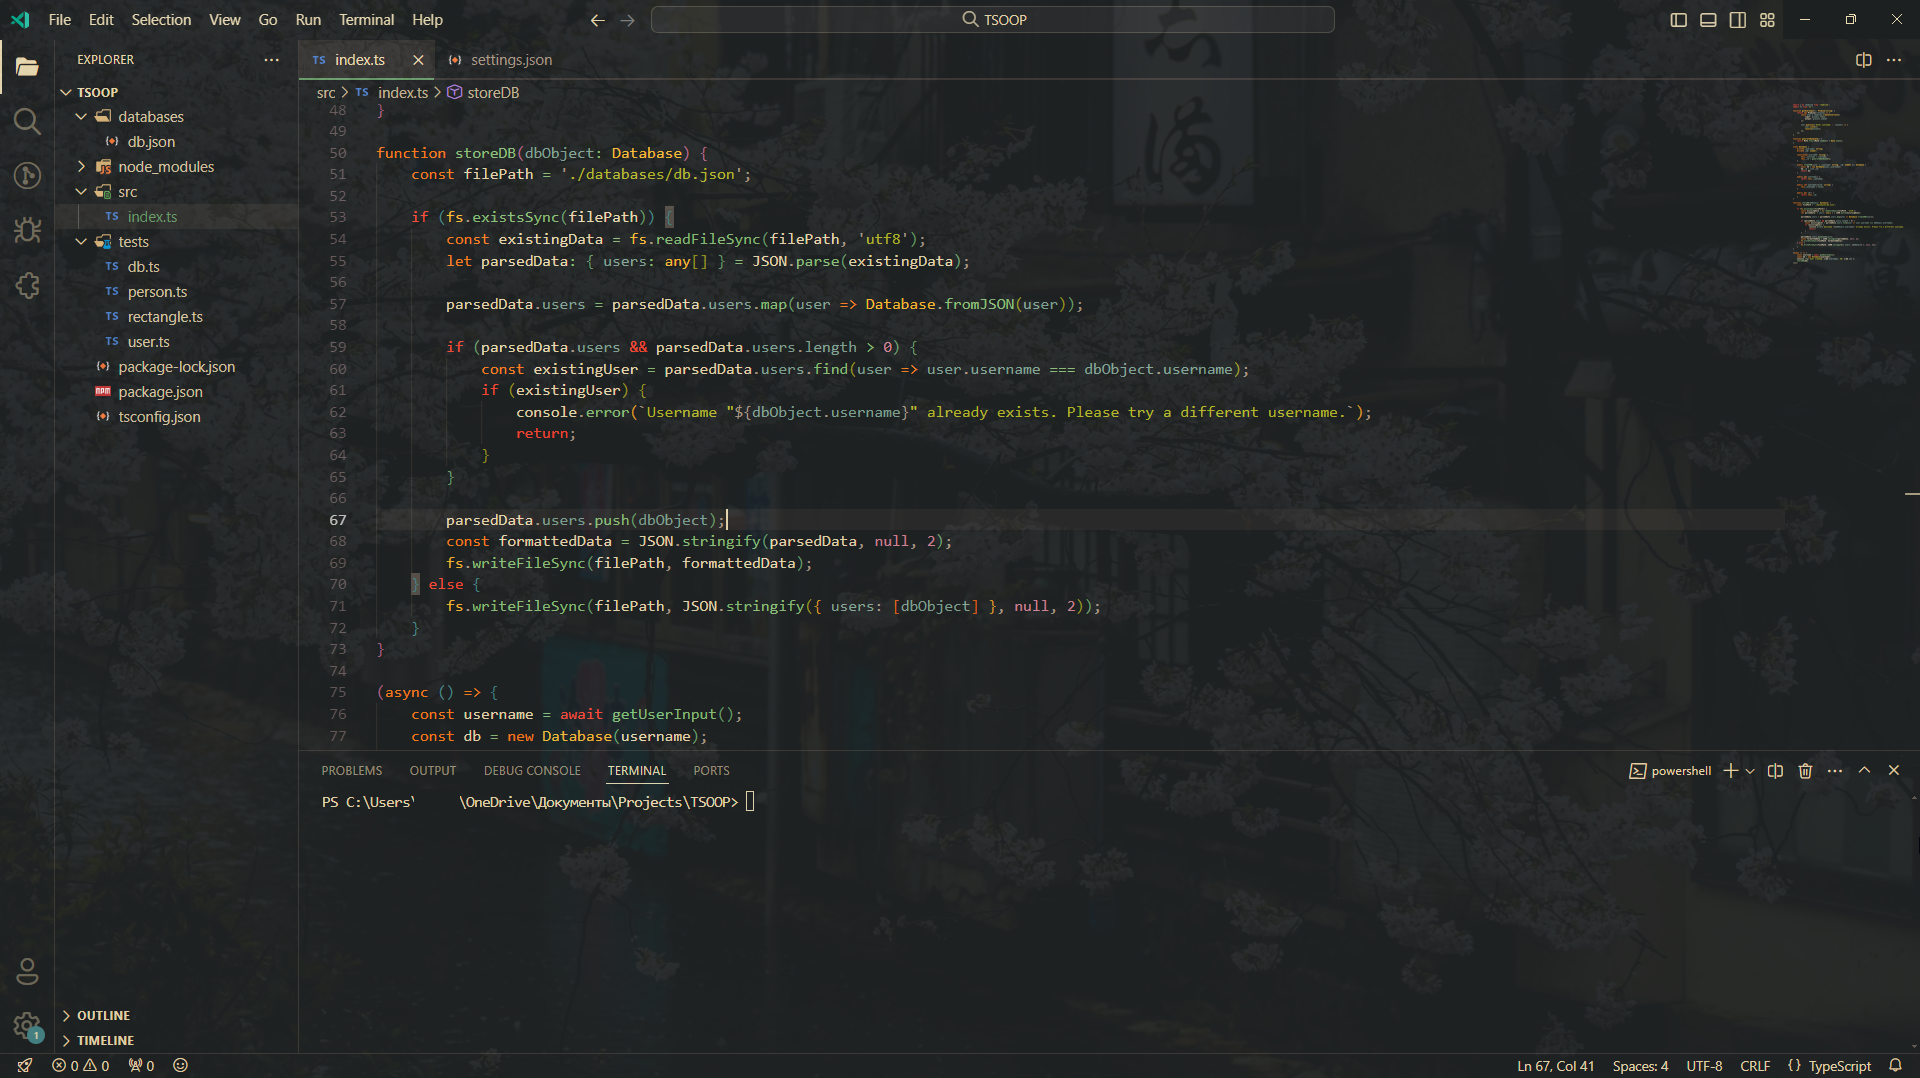 File Edit Selection View Go Run Terminal Help
TSOOP
EXPLORER
TSOOP
databases
db.json
node_modules
src
index.ts
tests
db.ts
person.ts
rectangle.ts
user.ts
package-lock.json
package.json
tsconfig.json
OUTLINE
TIMELINE
TS index.ts
settings.json
src > TS index.ts > storeDB
48 }
49
50 function storeDB(dbObject: Database) {
51 const filePath = './databases/db.json';
52
53 if (fs.existsSync(filePath)) {
54 const existingData = fs.readFileSync(filePath, 'utf8');
55 let parsedData: { users: any[] } = JSON.parse(existingData);
56
57 parsedData.users = parsedData.users.map(user => Database.fromJSON(user));
58
59 if (parsedData.users && parsedData.users.length > 0) {
60 const existingUser = parsedData.users.find(user => user.username === dbObject.username);
61 if (existingUser) {
62 console.error(`Username "${dbObject.username}" already exists. Please try a different username.`);
63 return;
64 }
65 }
66
67 parsedData.users.push(dbObject);
68 const formattedData = JSON.stringify(parsedData, null, 2);
69 fs.writeFileSync(filePath, formattedData);
70 } else {
71 fs.writeFileSync(filePath, JSON.stringify({ users: [dbObject] }, null, 2));
72 }
73 }
74
75 (async () => {
76 const username = await getUserInput();
77 const db = new Database(username);
PROBLEMS OUTPUT DEBUG CONSOLE TERMINAL PORTS
powershell
PS C:\Users\ \OneDrive\Документы\Projects\TSOOP>
1
0 0 0
Ln 67, Col 41 Spaces: 4 UTF-8 CRLF {} TypeScript